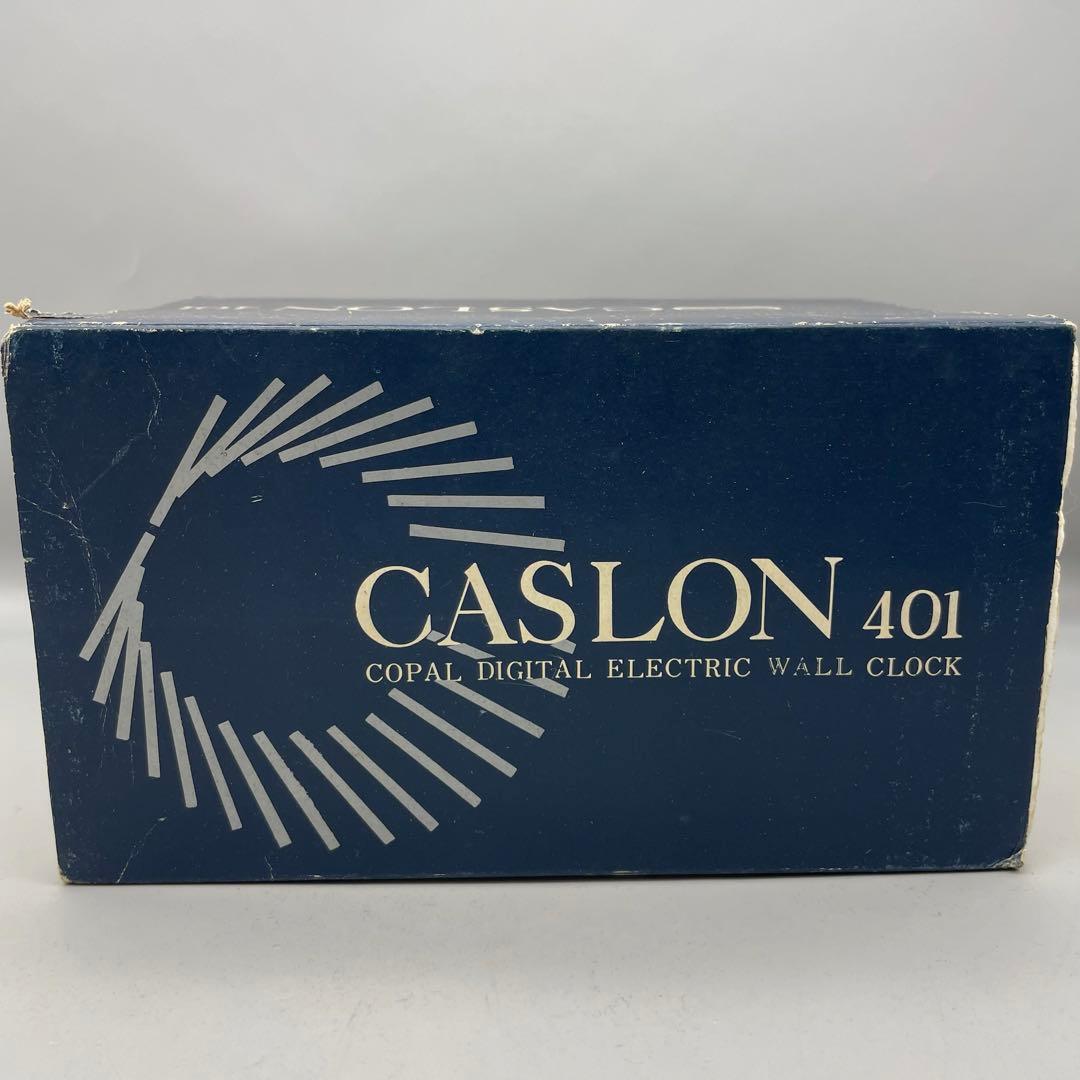 CASLON 401
COPAL DIGITAL ELECTRIC WALL CLOCK